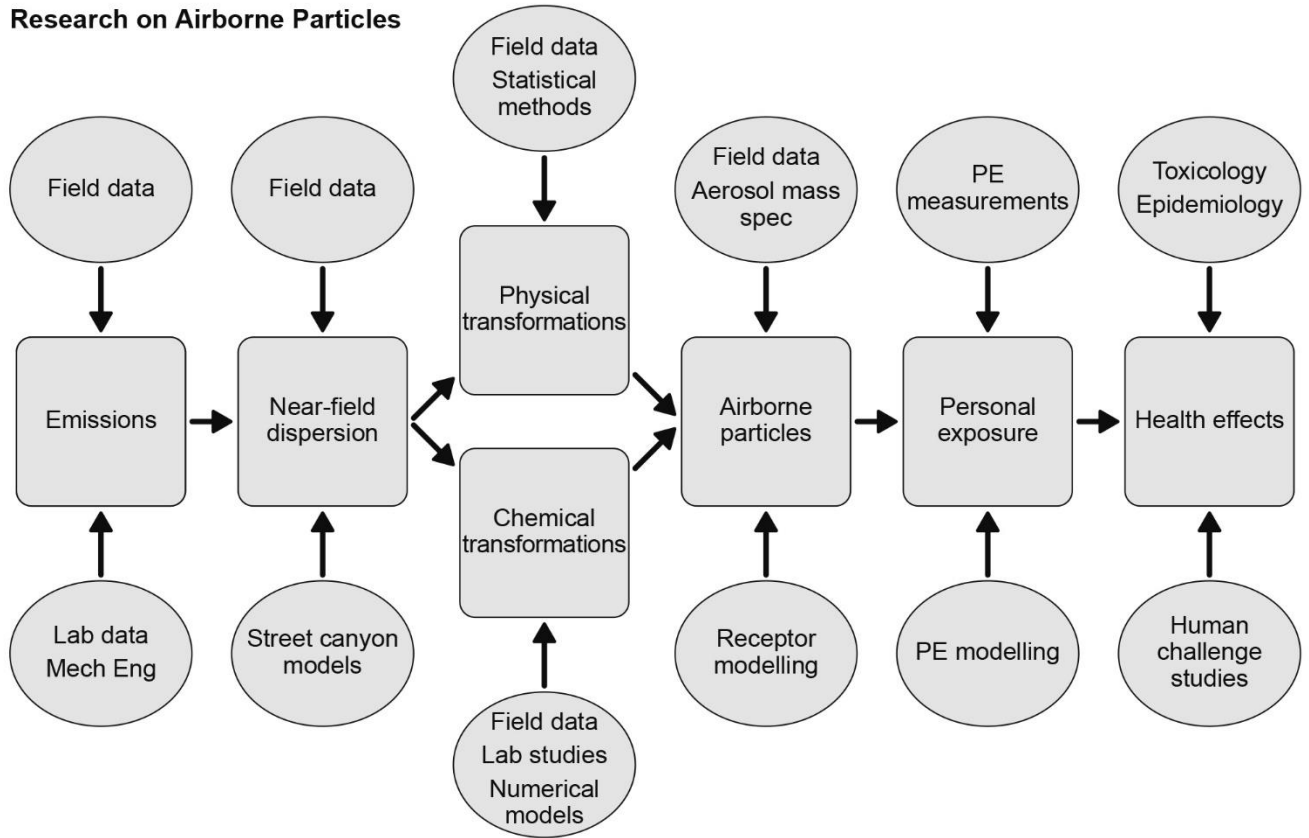 Research on Airborne Particles
Field data
Statistical
methods
Field data
Field data
Field data
Aerosol mass
spec
PE
measurements
Toxicology
Epidemiology
Physical
transformations
Emissions
Near-field
dispersion
Airborne
particles
Personal
exposure
Health effects
Chemical
transformations
Lab data
Mech Eng
Street canyon
models
Receptor
modelling
PE modelling
Human
challenge
studies
Field data
Lab studies
Numerical
models